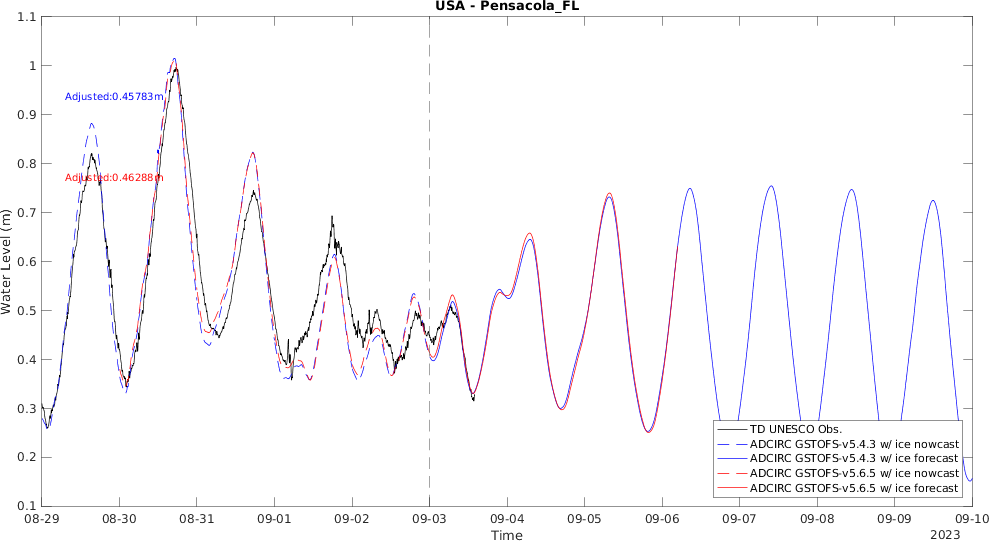 USA - Pensacola_FL
1.1
1
0.9
0.8
0.7
0.6
0.5
0.4
0.3
0.2
0.1
Water Level (m)
Adjusted:0.45783m
Adjusted:0.46288m
TD UNESCO Obs.
ADCIRC GSTOFS-v5.4.3 w/ ice nowcast
ADCIRC GSTOFS-v5.4.3 w/ ice forecast
ADCIRC GSTOFS-v5.6.5 w/ ice nowcast
ADCIRC GSTOFS-v5.6.5 w/ ice forecast
08-29 08-30 08-31 09-01 09-02 09-03 09-04 09-05 09-06 09-07 09-08 09-09 09-10
Time
2023